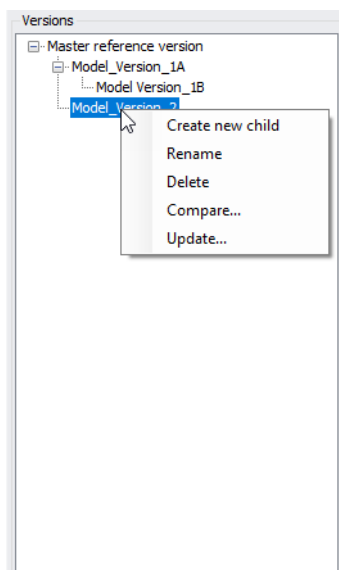 Versions
Master reference version
Model_Version_1A
Model Version_1B
Model_Version_2
Create new child
Rename
Delete
Compare...
Update...